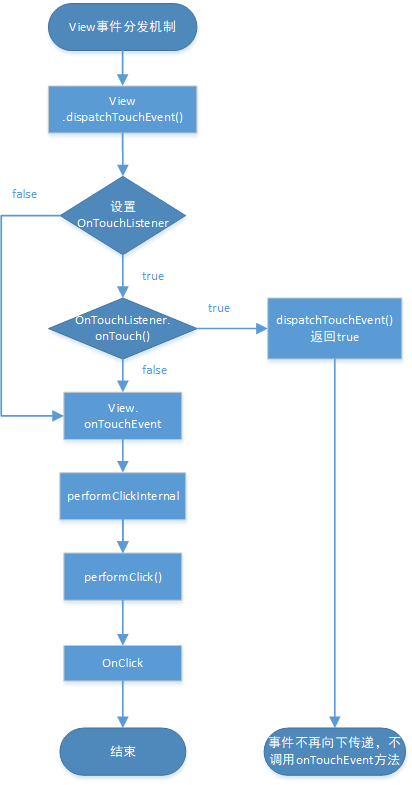 View事件分发机制
View
.dispatchTouchEvent()
false
设置
OnTouchListener
true
OnTouchListener.
onTouch()
true
dispatchTouchEvent()
返回true
false
View.
onTouchEvent
performClickInternal
performClick()
OnClick
结束
事件不再向下传递，不
调用onTouchEvent方法